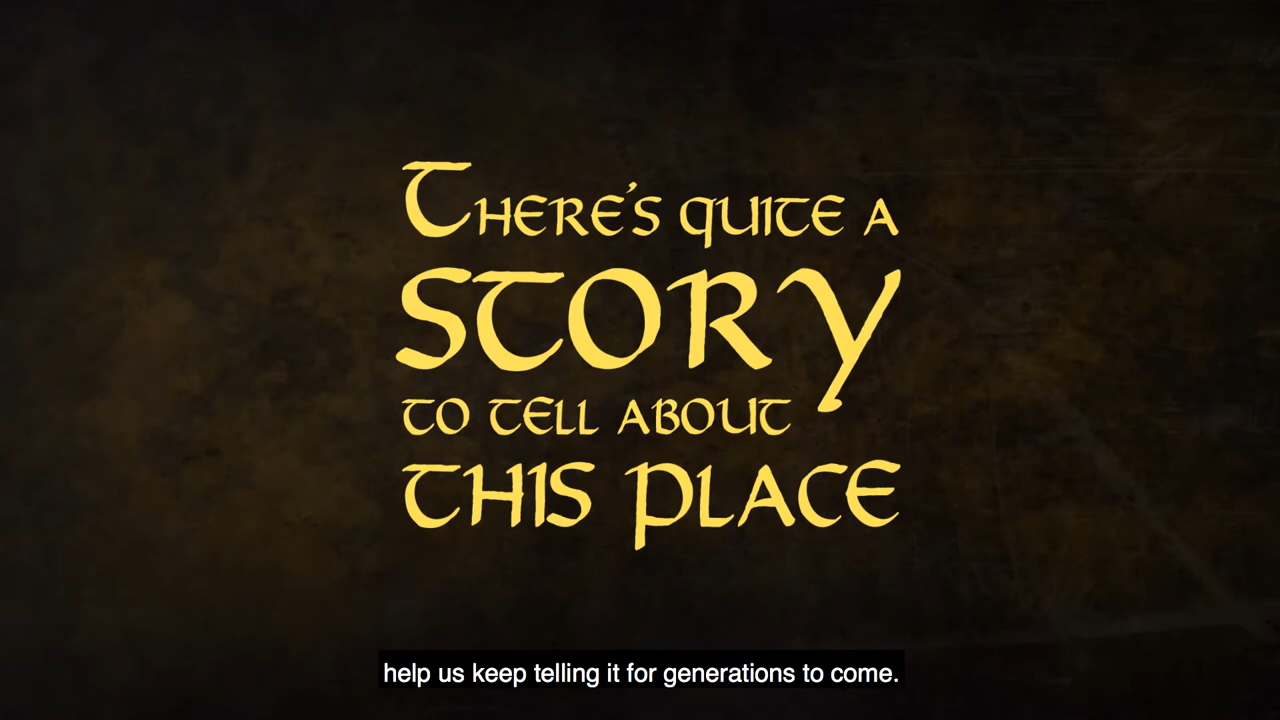 There's quite a
STORY
to tell about
this place
help us keep telling it for generations to come.